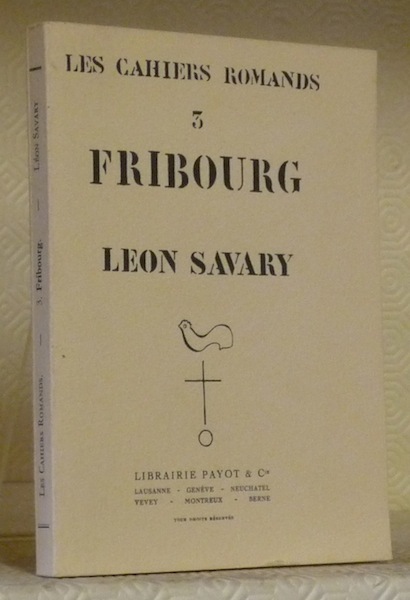 LES CAHIERS ROMANDS
3
FRIBOURG
LEON SAVARY
LIBRAIRIE PAYOT & Cie
LAUSANNE - GENÈVE - NEUCHATEL
VEVEY - MONTREUX - BERNE
TOUS DROITS RÉSERVÉS
LES CAHIERS ROMANDS. — 3. Fribourg. — LÉON SAVARY